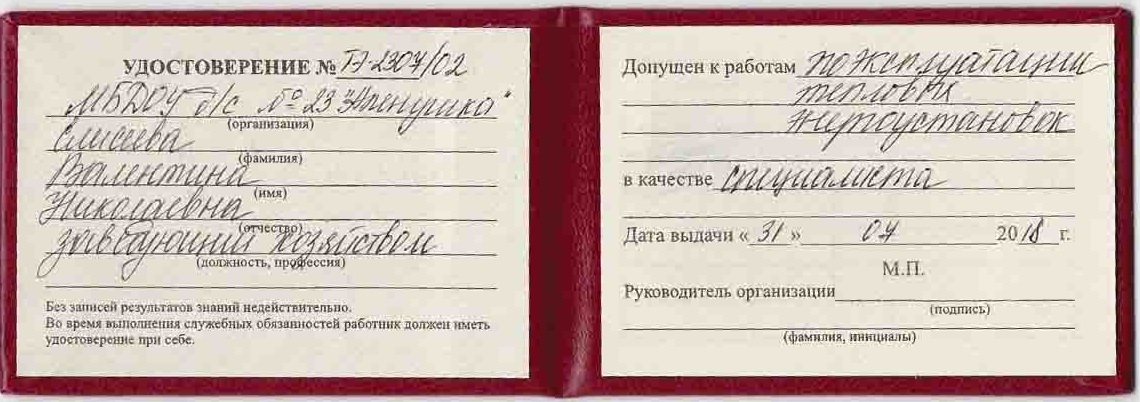 УДОСТОВЕРЕНИЕ № ТЭ-2307/02
МБДОУ д/с № 23 "Аленушка"
(организация)
Елисеева
(фамилия)
Валентина
(имя)
Николаевна
(отчество)
заведующий хозяйством
(должность, профессия)
Без записей результатов знаний недействительно.
Во время выполнения служебных обязанностей работник должен иметь
удостоверение при себе.
Допущен к работам по эксплуатации
тепловых
энергоустановок
в качестве специалиста
Дата выдачи « 31 » 07 2018 г.
М.П.
Руководитель организации
(подпись)
(фамилия, инициалы)